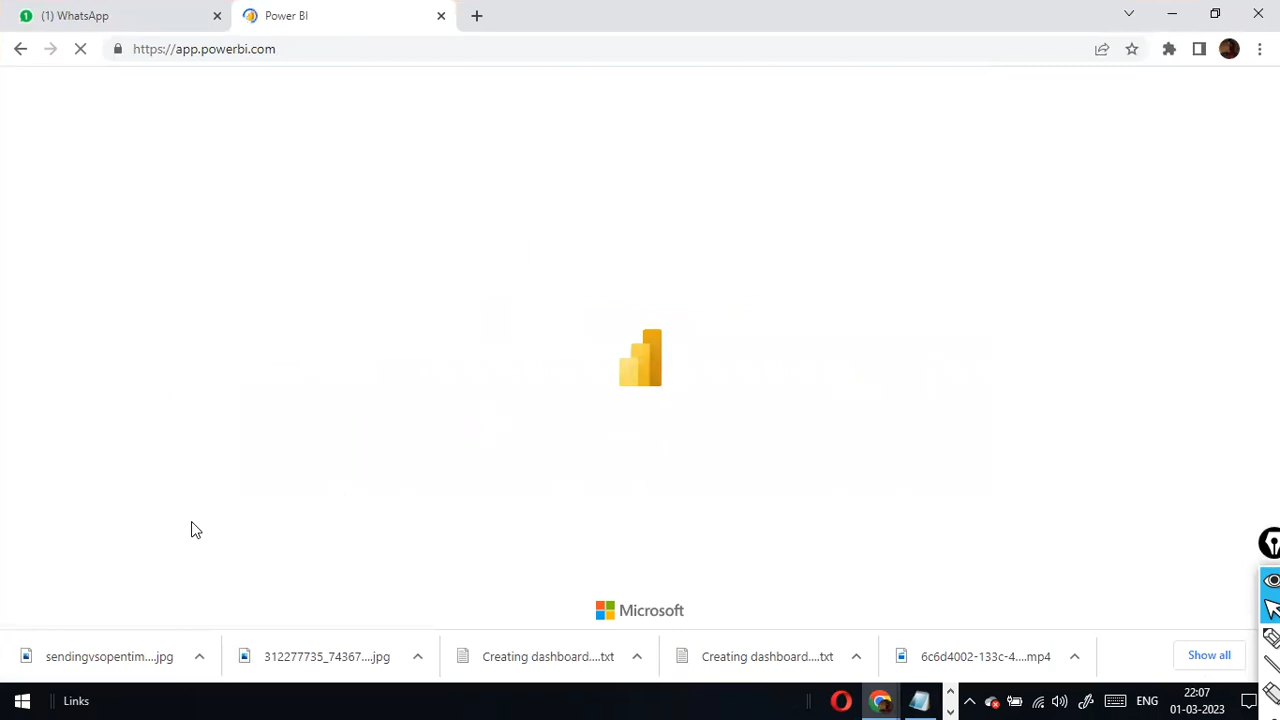 (1) WhatsApp
Power BI
https://app.powerbi.com
Microsoft
sendingvsopentim....jpg
312277735_74367....jpg
Creating dashboard....txt
Creating dashboard....txt
6c6d4002-133c-4....mp4
Show all
Links
ENG
22:07
01-03-2023